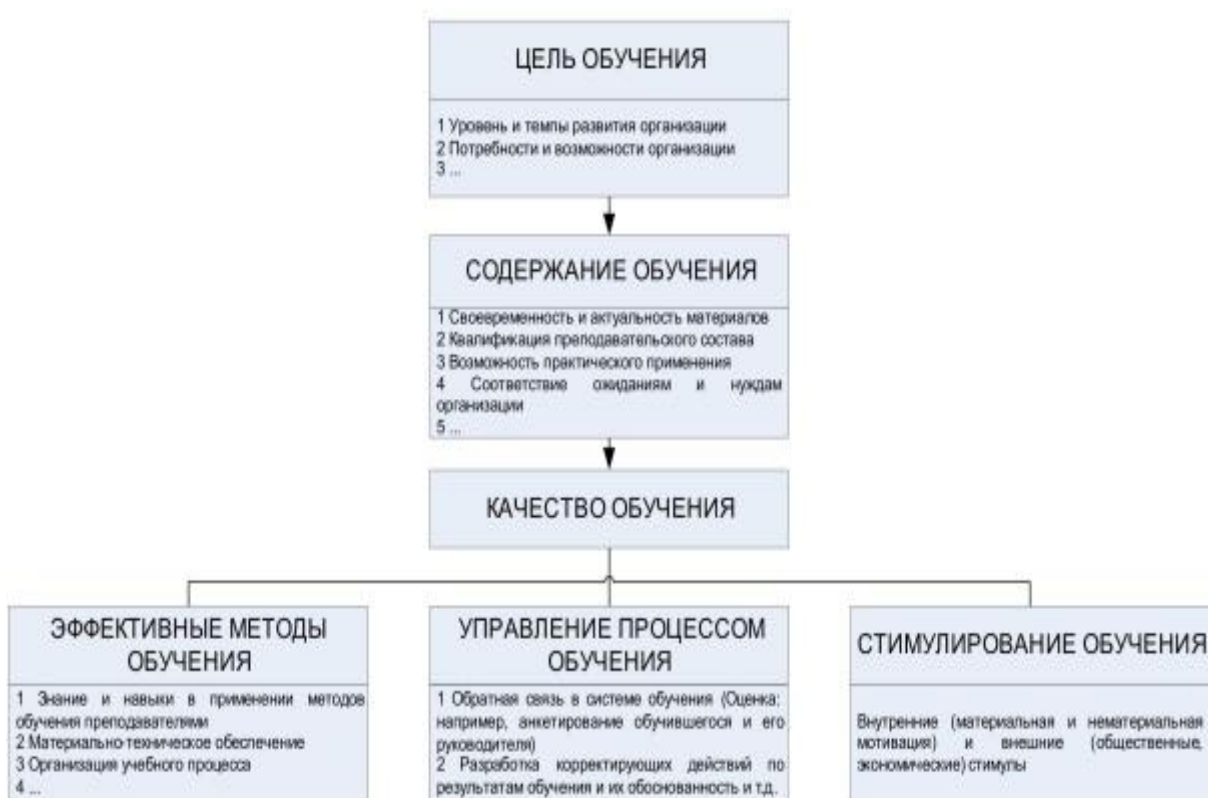 ЦЕЛЬ ОБУЧЕНИЯ
1 Уровень и темпы развития организации
2 Потребности и возможности организации
3 ...
СОДЕРЖАНИЕ ОБУЧЕНИЯ
1 Своевременность и актуальность материалов
2 Квалификация преподавательского состава
3 Возможность практического применения
4 Соответствие ожиданиям и нуждам
организации
5 ...
КАЧЕСТВО ОБУЧЕНИЯ
ЭФФЕКТИВНЫЕ МЕТОДЫ
ОБУЧЕНИЯ
1 Знание и навыки в применении методов
обучения преподавателями
2 Материально-техническое обеспечение
3 Организация учебного процесса
4 ...
УПРАВЛЕНИЕ ПРОЦЕССОМ
ОБУЧЕНИЯ
1 Обратная связь в системе обучения (Оценка:
например, анкетирование обучившегося и его
руководителя)
2 Разработка корректирующих действий по
результатам обучения и их обоснованность и т.д.
СТИМУЛИРОВАНИЕ ОБУЧЕНИЯ
Внутренние (материальная и нематериальная
мотивация) и внешние (общественные,
экономические) стимулы